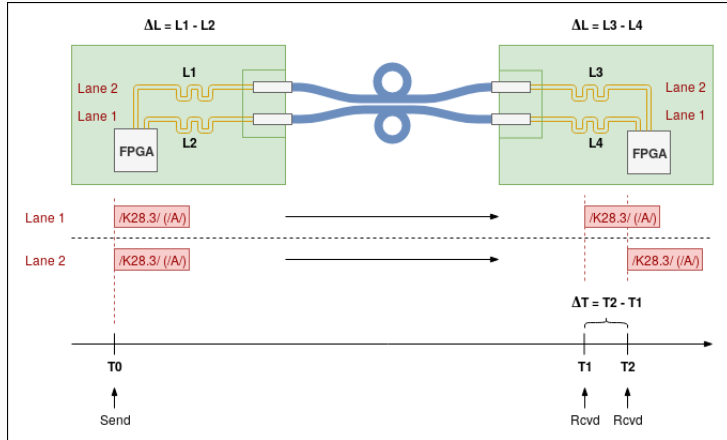 ΔL = L1 - L2
ΔL = L3 - L4
L1
L3
Lane 2
Lane 2
Lane 1
Lane 1
L2
L4
FPGA
FPGA
Lane 1
/K28.3/ (/A/)
/K28.3/ (/A/)
Lane 2
/K28.3/ (/A/)
/K28.3/ (/A/)
ΔT = T2 - T1
T0
T1
T2
Send
Rcvd
Rcvd